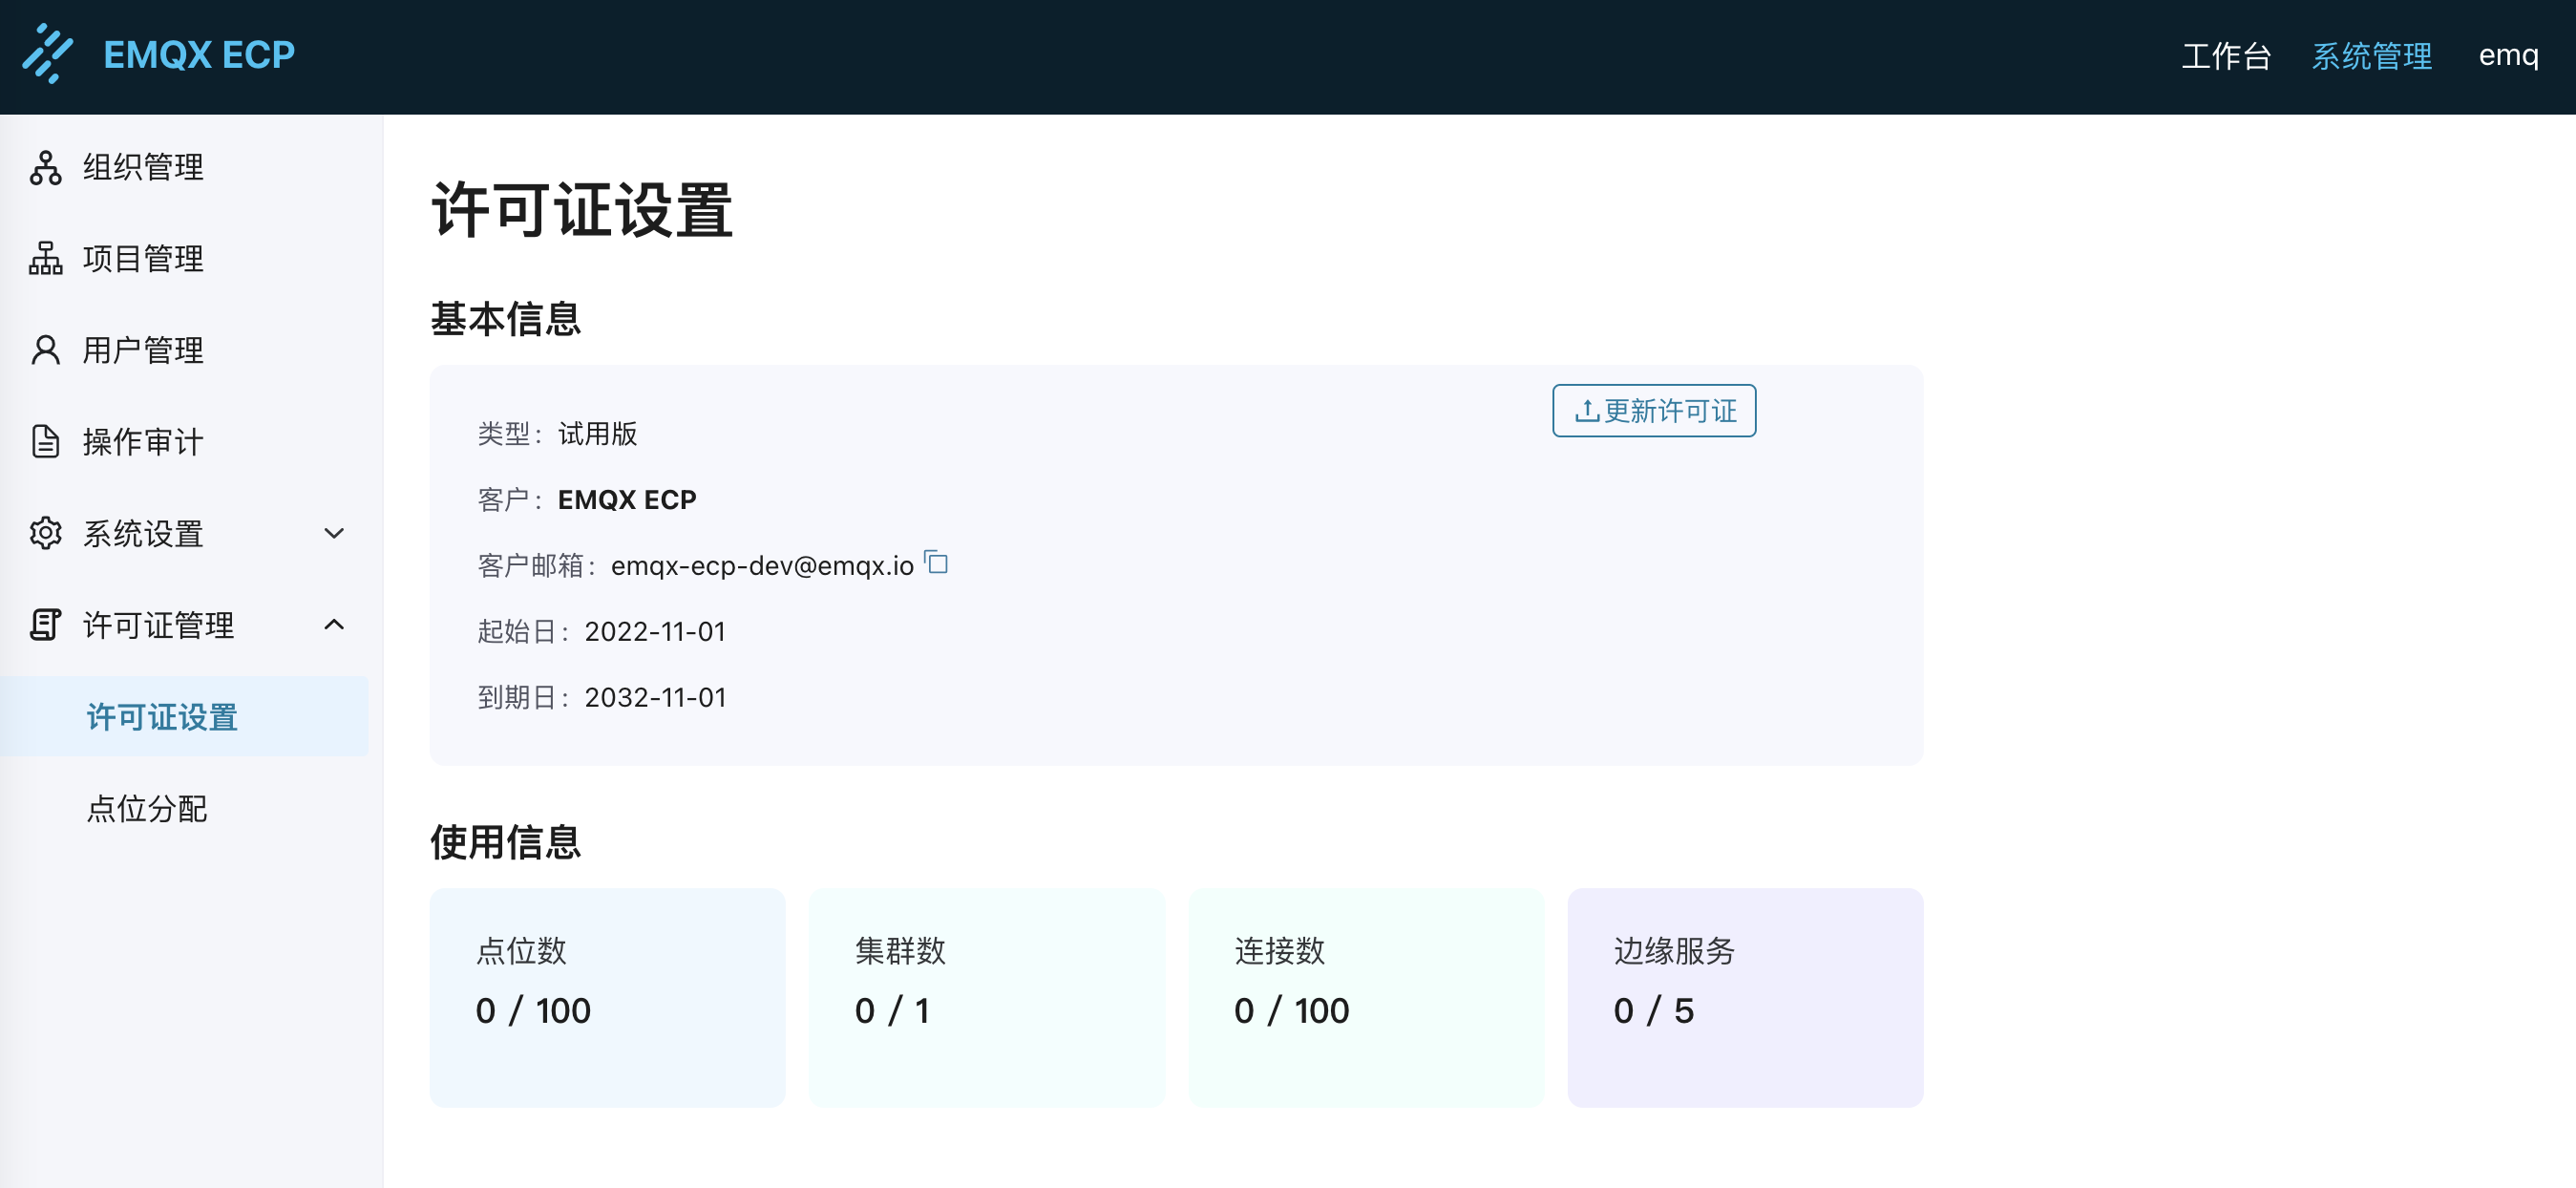 EMQX ECP
工作台 系统管理 emq
组织管理
项目管理
用户管理
操作审计
系统设置
许可证管理
许可证设置
点位分配
许可证设置
基本信息
更新许可证
类型： 试用版
客户： EMQX ECP
客户邮箱： emqx-ecp-dev@emqx.io
起始日： 2022-11-01
到期日： 2032-11-01
使用信息
点位数
0 / 100
集群数
0 / 1
连接数
0 / 100
边缘服务
0 / 5